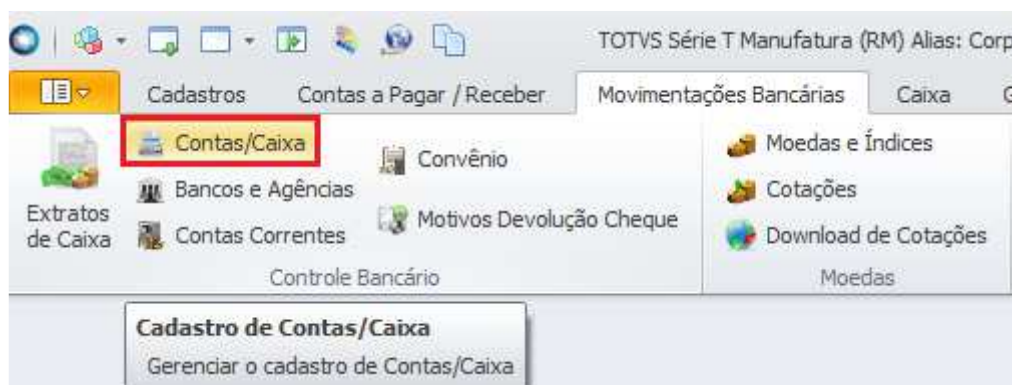 TOTVS Série T Manufatura (RM) Alias: Corp
Cadastros Contas a Pagar / Receber Movimentações Bancárias Caixa
Contas/Caixa
Bancos e Agências
Contas Correntes
Extratos
de Caixa
Convênio
Motivos Devolução Cheque
Controle Bancário
Moedas e Índices
Cotações
Download de Cotações
Moedas
Cadastro de Contas/Caixa
Gerenciar o cadastro de Contas/Caixa